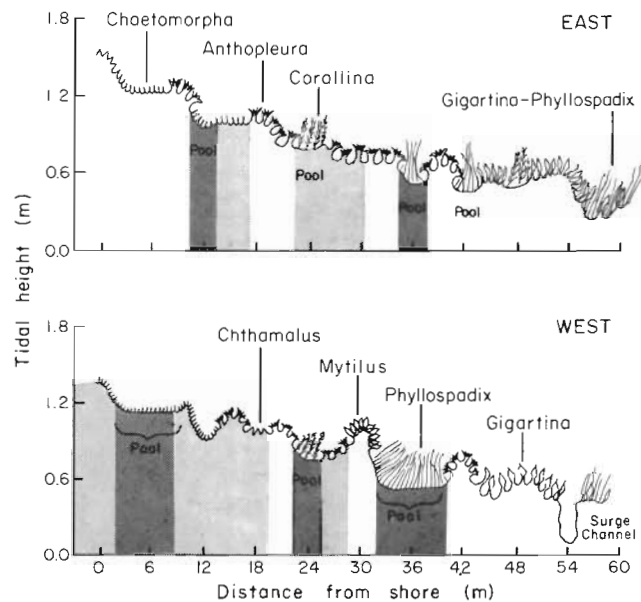 EAST
Chaetomorpha
Anthopleura
Corallina
Gigartina-Phyllospadix
Pool
Pool
Pool
Pool
1.8
1.2
0.6
0.0
Tidal height (m)
WEST
Chthamalus
Mytilus
Phyllospadix
Gigartina
Pool
Pool
Pool
Surge
Channel
1.8
1.2
0.6
0.0
0 6 12 18 24 30 36 42 48 54 60
Distance from shore (m)